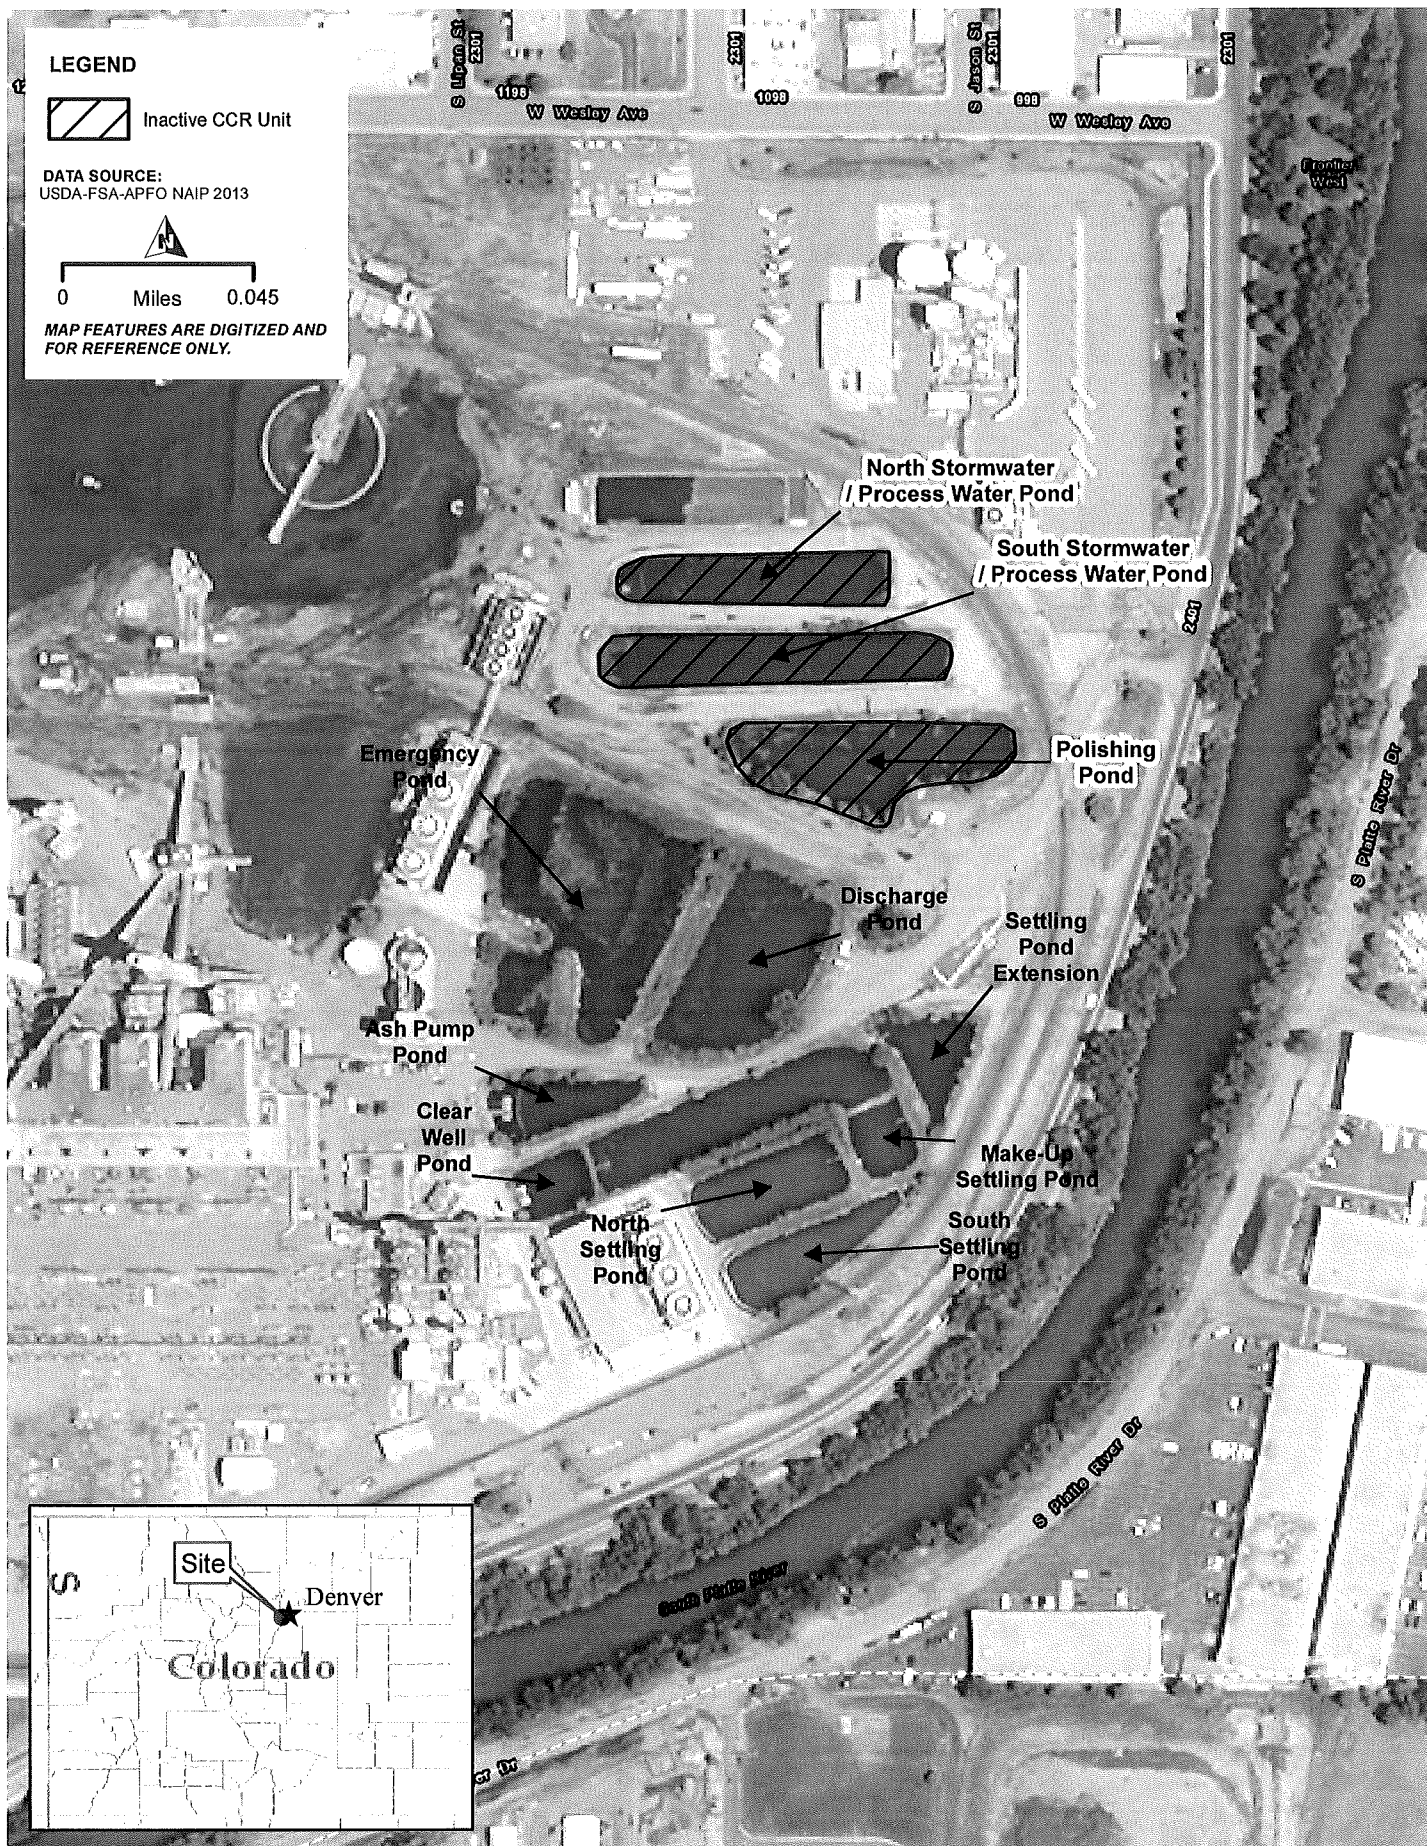 LEGEND
Inactive CCR Unit
DATA SOURCE:
USDA-FSA-APFO NAIP 2013
N
0 Miles 0.045
MAP FEATURES ARE DIGITIZED AND
FOR REFERENCE ONLY.
S Lipan St
2301
1198
W Wesley Ave
2301
1098
S Jason St
2301
998
W Wesley Ave
2301
Frontier
West
North Stormwater
/ Process Water Pond
South Stormwater
/ Process Water Pond
2401
Polishing
Pond
S Platte River Dr
Emergency
Pond
Discharge
Pond
Settling
Pond
Extension
Ash Pump
Pond
Clear
Well
Pond
Make-Up
Settling Pond
North
Settling
Pond
South
Settling
Pond
S Platte River Dr
South Platte River
Site
Denver
Colorado
S
er Dr